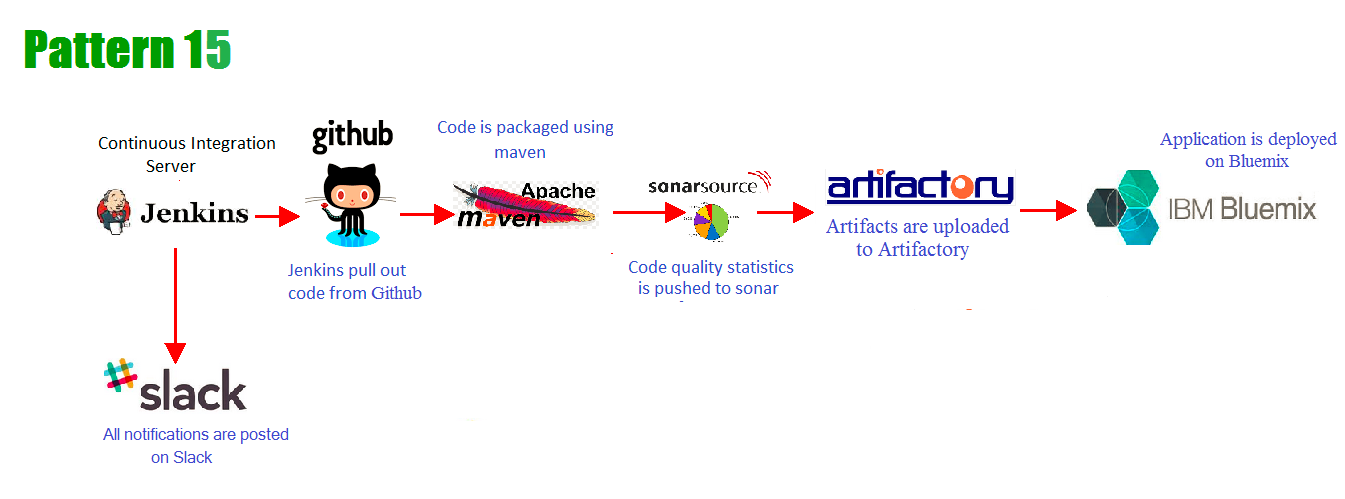 Pattern 15
Continuous Integration
Server
Jenkins
github
Jenkins pull out
code from Github
Code is packaged using
maven
Apache
maven
sonarsource
Code quality statistics
is pushed to sonar
artifactory
Artifacts are uploaded
to Artifactory
Application is deployed
on Bluemix
IBM Bluemix
slack
All notifications are posted
on Slack